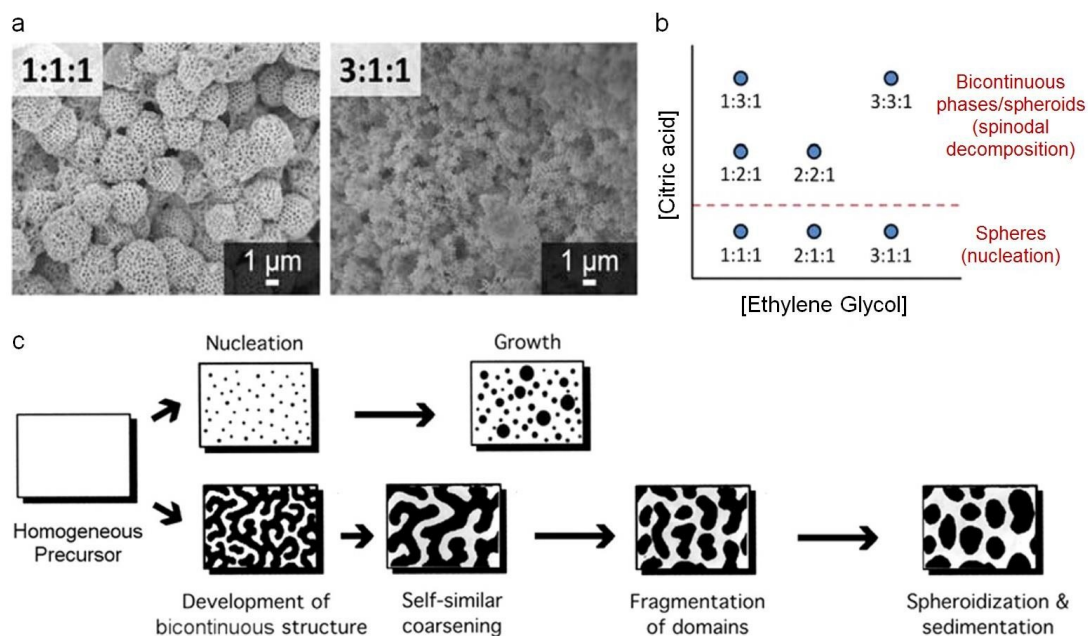 a
1:1:1
1 µm
3:1:1
1 µm
b
[Citric acid]
1:3:1
3:3:1
1:2:1
2:2:1
1:1:1
2:1:1
3:1:1
[Ethylene Glycol]
Bicontinuous
phases/spheroids
(spinodal
decomposition)
Spheres
(nucleation)
c
Homogeneous
Precursor
Nucleation
Growth
Development of
bicontinuous structure
Self-similar
coarsening
Fragmentation
of domains
Spheroidization &
sedimentation